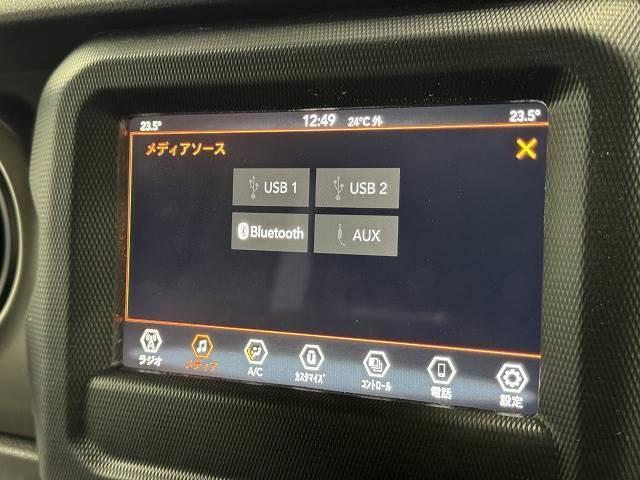 23.5° 12:49 24°C外 23.5°
メディアソース
USB 1 USB 2
Bluetooth AUX
ラジオ メディア A/C カスタマイズ コントロール 電話 設定